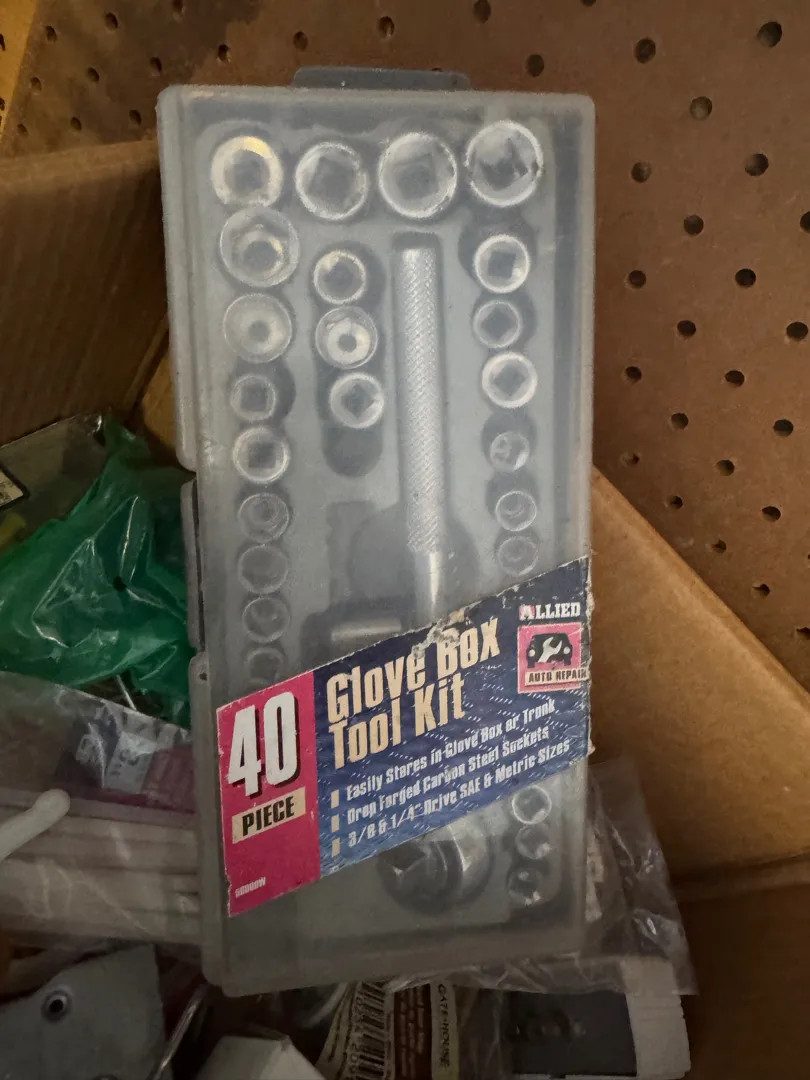 ALLIED
AUTO REPAIR
40
PIECE
Glove Box
Tool Kit
Easily Stores in Glove Box or Trunk
Drop Forged Carbon Steel Sockets
3/8 & 1/4" Drive SAE & Metric Sizes
GATEHOUSE